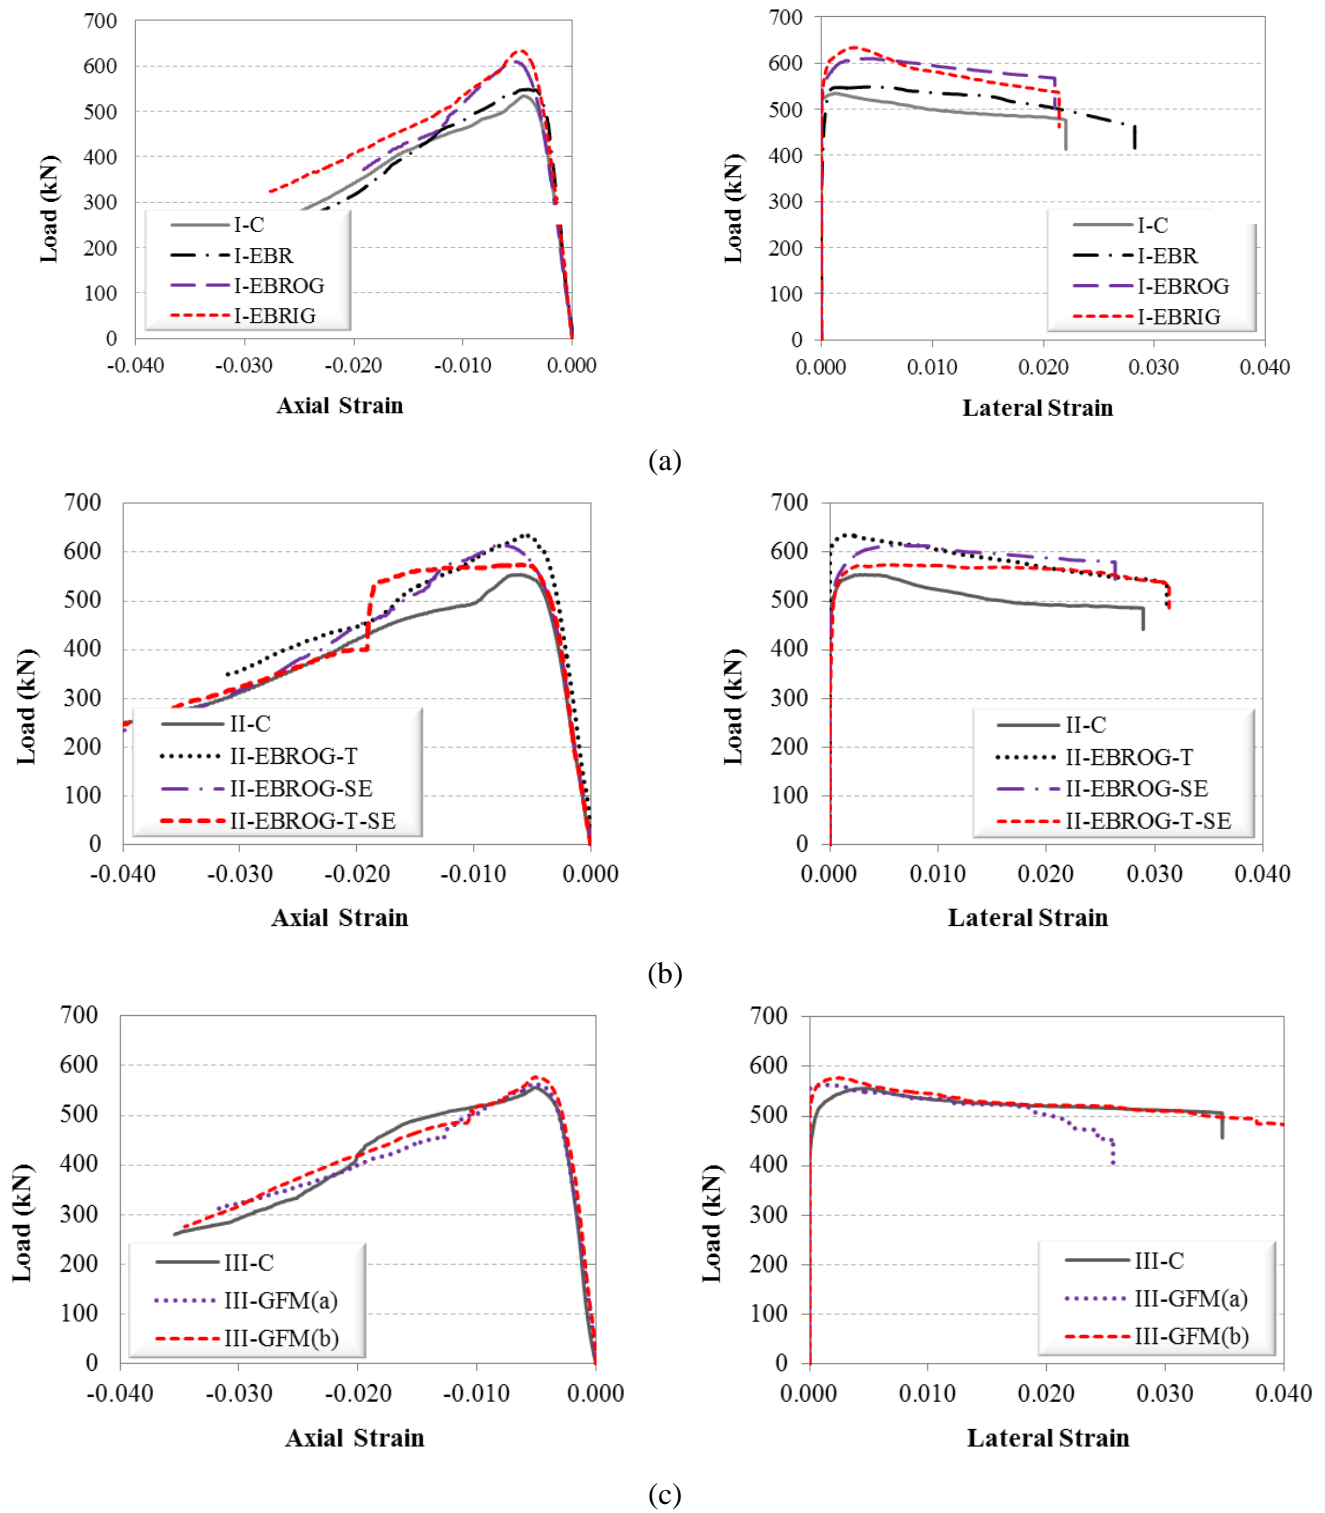 700
600
500
400
300
200
100
0
Load (kN)
I-C
I-EBR
I-EBROG
I-EBRIG
-0.040 -0.030 -0.020 -0.010 0.000
Axial Strain
700
600
500
400
300
200
100
0
Load (kN)
I-C
I-EBR
I-EBROG
I-EBRIG
0.000 0.010 0.020 0.030 0.040
Lateral Strain
(a)
700
600
500
400
300
200
100
0
Load (kN)
II-C
II-EBROG-T
II-EBROG-SE
II-EBROG-T-SE
-0.040 -0.030 -0.020 -0.010 0.000
Axial Strain
700
600
500
400
300
200
100
0
Load (kN)
II-C
II-EBROG-T
II-EBROG-SE
II-EBROG-T-SE
0.000 0.010 0.020 0.030 0.040
Lateral Strain
(b)
700
600
500
400
300
200
100
0
Load (kN)
III-C
III-GFM(a)
III-GFM(b)
-0.040 -0.030 -0.020 -0.010 0.000
Axial Strain
700
600
500
400
300
200
100
0
Load (kN)
III-C
III-GFM(a)
III-GFM(b)
0.000 0.010 0.020 0.030 0.040
Lateral Strain
(c)